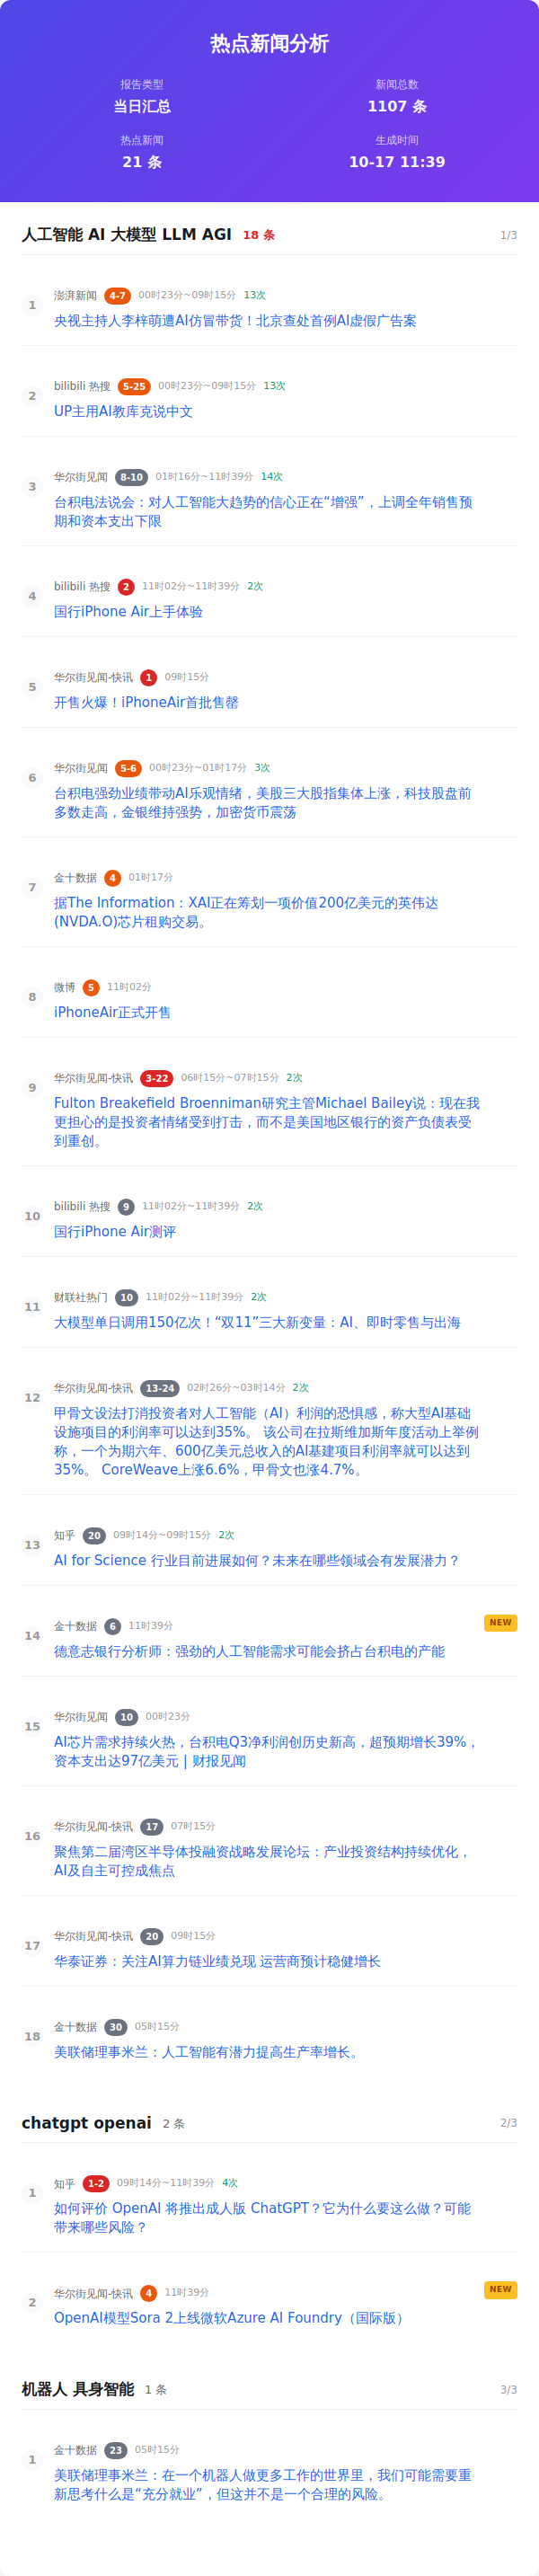 热点新闻分析
报告类型
新闻总数
当日汇总
1107 条
热点新闻
生成时间
21 条
10-17 11:39
人工智能 AI 大模型 LLM AGI 18 条 1/3
1
澎湃新闻 4-7 00时23分~09时15分 13次
央视主持人李梓萌遭AI仿冒带货！北京查处首例AI虚假广告案
2
bilibili 热搜 5-25 00时23分~09时15分 13次
UP主用AI教库克说中文
3
华尔街见闻 8-10 01时16分~11时39分 14次
台积电法说会：对人工智能大趋势的信心正在“增强”，上调全年销售预
期和资本支出下限
4
bilibili 热搜 2 11时02分~11时39分 2次
国行iPhone Air上手体验
5
华尔街见闻-快讯 1 09时15分
开售火爆！iPhoneAir首批售罄
6
华尔街见闻 5-6 00时23分~01时17分 3次
台积电强劲业绩带动AI乐观情绪，美股三大股指集体上涨，科技股盘前
多数走高，金银维持强势，加密货币震荡
7
金十数据 4 01时17分
据The Information：XAI正在筹划一项价值200亿美元的英伟达
(NVDA.O)芯片租购交易。
8
微博 5 11时02分
iPhoneAir正式开售
9
华尔街见闻-快讯 3-22 06时15分~07时15分 2次
Fulton Breakefield Broenniman研究主管Michael Bailey说：现在我
更担心的是投资者情绪受到打击，而不是美国地区银行的资产负债表受
到重创。
10
bilibili 热搜 9 11时02分~11时39分 2次
国行iPhone Air测评
11
财联社热门 10 11时02分~11时39分 2次
大模型单日调用150亿次！“双11”三大新变量：AI、即时零售与出海
12
华尔街见闻-快讯 13-24 02时26分~03时14分 2次
甲骨文设法打消投资者对人工智能（AI）利润的恐惧感，称大型AI基础
设施项目的利润率可以达到35%。 该公司在拉斯维加斯年度活动上举例
称，一个为期六年、600亿美元总收入的AI基建项目利润率就可以达到
35%。 CoreWeave上涨6.6%，甲骨文也涨4.7%。
13
知乎 20 09时14分~09时15分 2次
AI for Science 行业目前进展如何？未来在哪些领域会有发展潜力？
14
金十数据 6 11时39分 NEW
德意志银行分析师：强劲的人工智能需求可能会挤占台积电的产能
15
华尔街见闻 10 00时23分
AI芯片需求持续火热，台积电Q3净利润创历史新高，超预期增长39%，
资本支出达97亿美元 | 财报见闻
16
华尔街见闻-快讯 17 07时15分
聚焦第二届湾区半导体投融资战略发展论坛：产业投资结构持续优化，
AI及自主可控成焦点
17
华尔街见闻-快讯 20 09时15分
华泰证券：关注AI算力链业绩兑现 运营商预计稳健增长
18
金十数据 30 05时15分
美联储理事米兰：人工智能有潜力提高生产率增长。
chatgpt openai 2 条 2/3
1
知乎 1-2 09时14分~11时39分 4次
如何评价 OpenAI 将推出成人版 ChatGPT？它为什么要这么做？可能
带来哪些风险？
2
华尔街见闻-快讯 4 11时39分 NEW
OpenAI模型Sora 2上线微软Azure AI Foundry（国际版）
机器人 具身智能 1 条 3/3
1
金十数据 23 05时15分
美联储理事米兰：在一个机器人做更多工作的世界里，我们可能需要重
新思考什么是“充分就业”，但这并不是一个合理的风险。